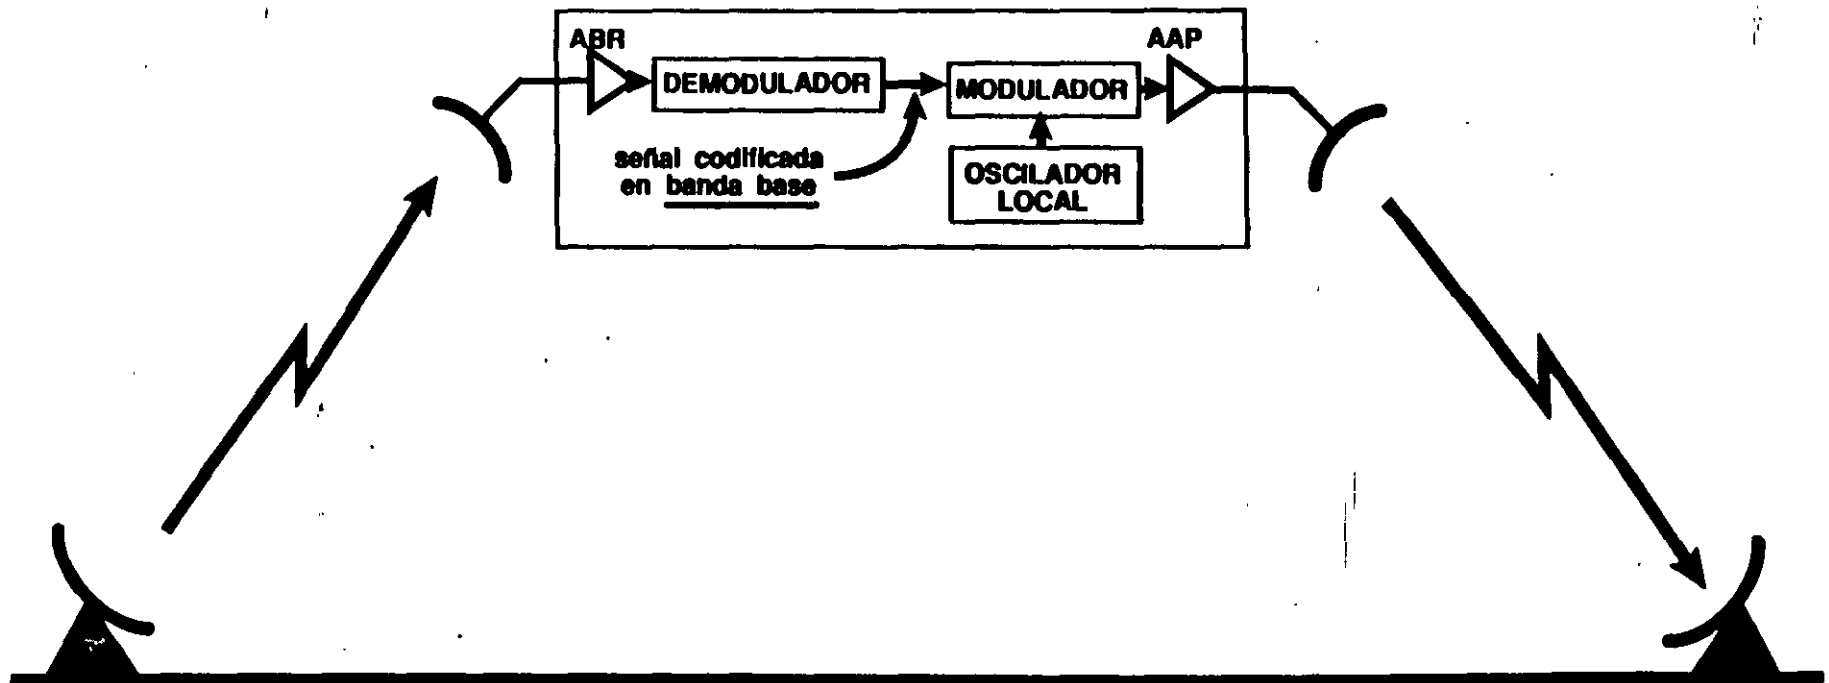 ABR
AAP
DEMODULADOR
MODULADOR
señal codificada
en banda base
OSCILADOR
LOCAL